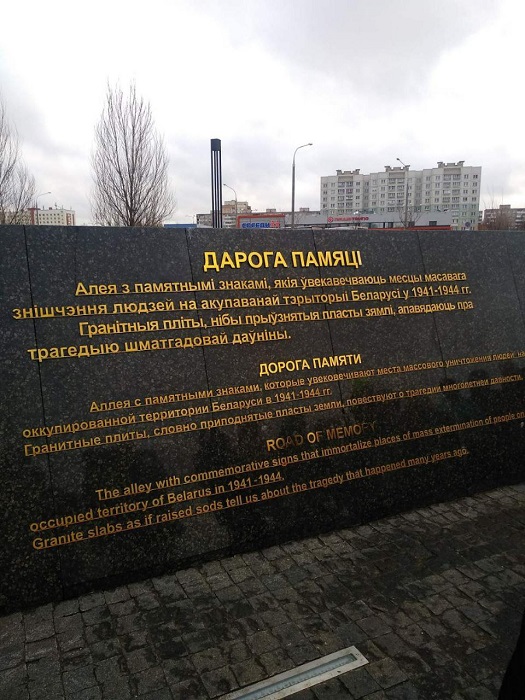 ДАРОГА ПАМЯЦІ
Алея з памятнымі знакамі, якія ўвекавечваюць месцы масавага
знішчэння людзей на акупаванай тэрыторыі Беларусі ў 1941-1944 гг.
Гранітныя пліты, нібы прыўзнятыя пласты зямлі, апавядаюць пра
трагедыю шматгадовай даўніны.
ДОРОГА ПАМЯТИ
Аллея с памятными знаками, которые увековечивают места массового уничтожения людей на
оккупированной территории Беларуси в 1941-1944 гг.
Гранитные плиты, словно приподнятые пласты земли, повествуют о трагедии многолетней давности.
ROAD OF MEMORY
The alley with commemorative signs that immortalize places of mass extermination of people on
occupied territory of Belarus in 1941-1944.
Granite slabs as if raised sods tell us about the tragedy that happened many years ago.